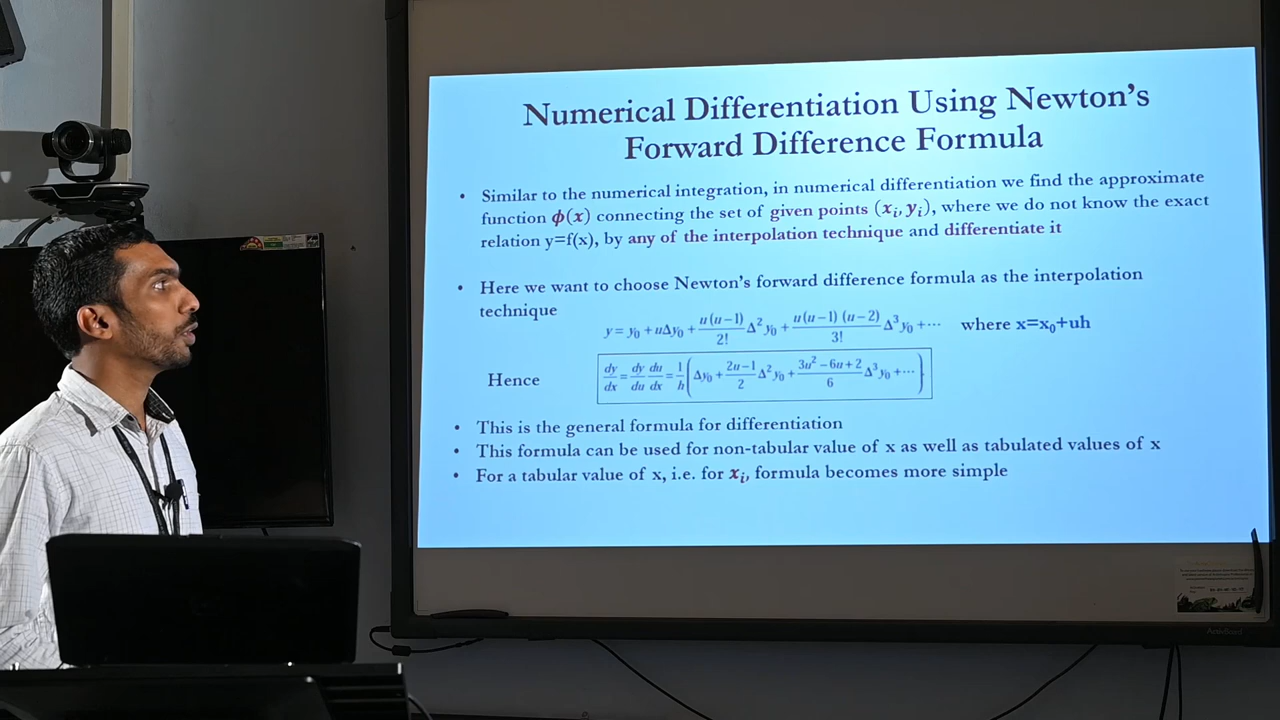 Numerical Differentiation Using Newton's
Forward Difference Formula
• Similar to the numerical integration, in numerical differentiation we find the approximate
function ϕ(x) connecting the set of given points (xᵢ, yᵢ), where we do not know the exact
relation y=f(x), by any of the interpolation technique and differentiate it
• Here we want to choose Newton's forward difference formula as the interpolation
technique
y = y₀ + uΔy₀ + u(u−1)/2! Δ²y₀ + u(u−1)(u−2)/3! Δ³y₀ + ⋯ where x=x₀+uh
Hence dy/dx = dy/du du/dx = 1/h (Δy₀ + 2u−1/2 Δ²y₀ + 3u²−6u+2/6 Δ³y₀ + ⋯)
• This is the general formula for differentiation
• This formula can be used for non-tabular value of x as well as tabulated values of x
• For a tabular value of x, i.e. for xᵢ, formula becomes more simple